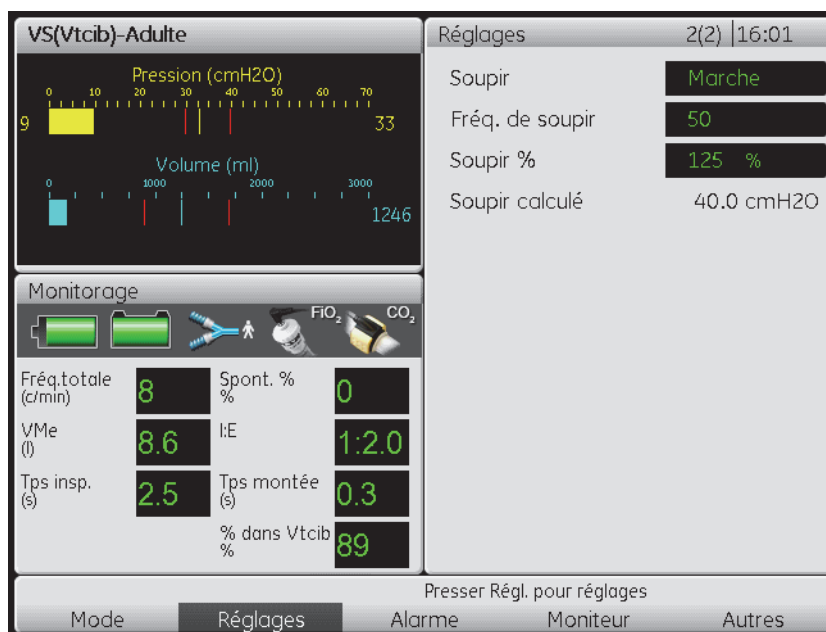 VS(Vtcib)-Adulte
Pression (cmH2O)
0 10 20 30 40 50 60 70
9 33
Volume (ml)
0 1000 2000 3000
1246
Monitorage
FiO2 CO2
Fréq.totale (c/min) 8 Spont. % % 0
VMe (l) 8.6 I:E 1:2.0
Tps insp. (s) 2.5 Tps montée (s) 0.3
% dans Vtcib % 89
Réglages 2(2) 16:01
Soupir Marche
Fréq. de soupir 50
Soupir % 125 %
Soupir calculé 40.0 cmH2O
Presser Régl. pour réglages
Mode Réglages Alarme Moniteur Autres